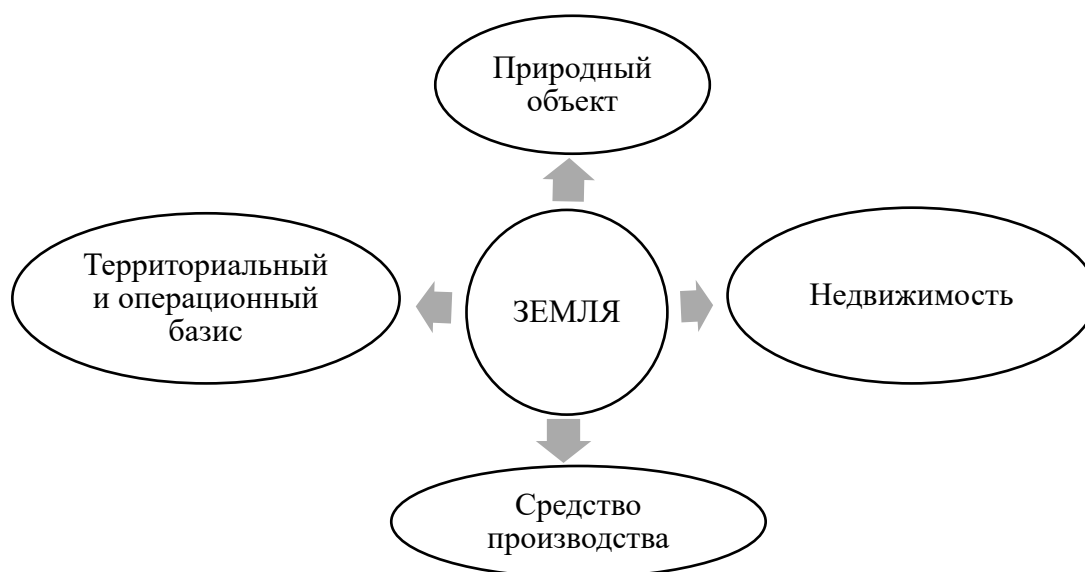 Природный
объект
Территориальный
и операционный
базис
ЗЕМЛЯ
Недвижимость
Средство
производства